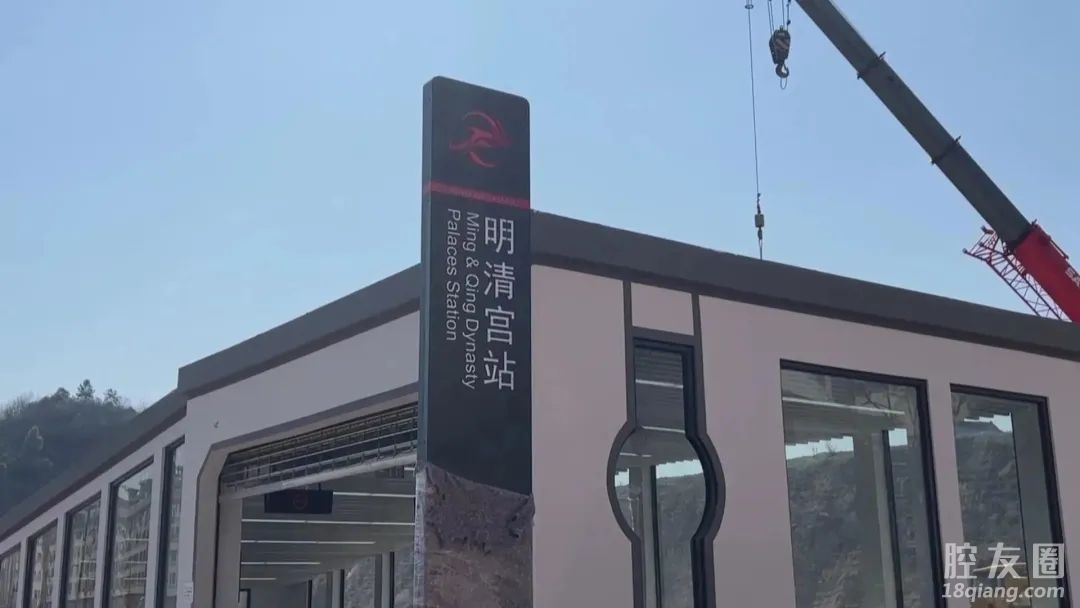 明清宫站
Ming & Qing Dynasty
Palaces Station
腔友圈
18qiang.com